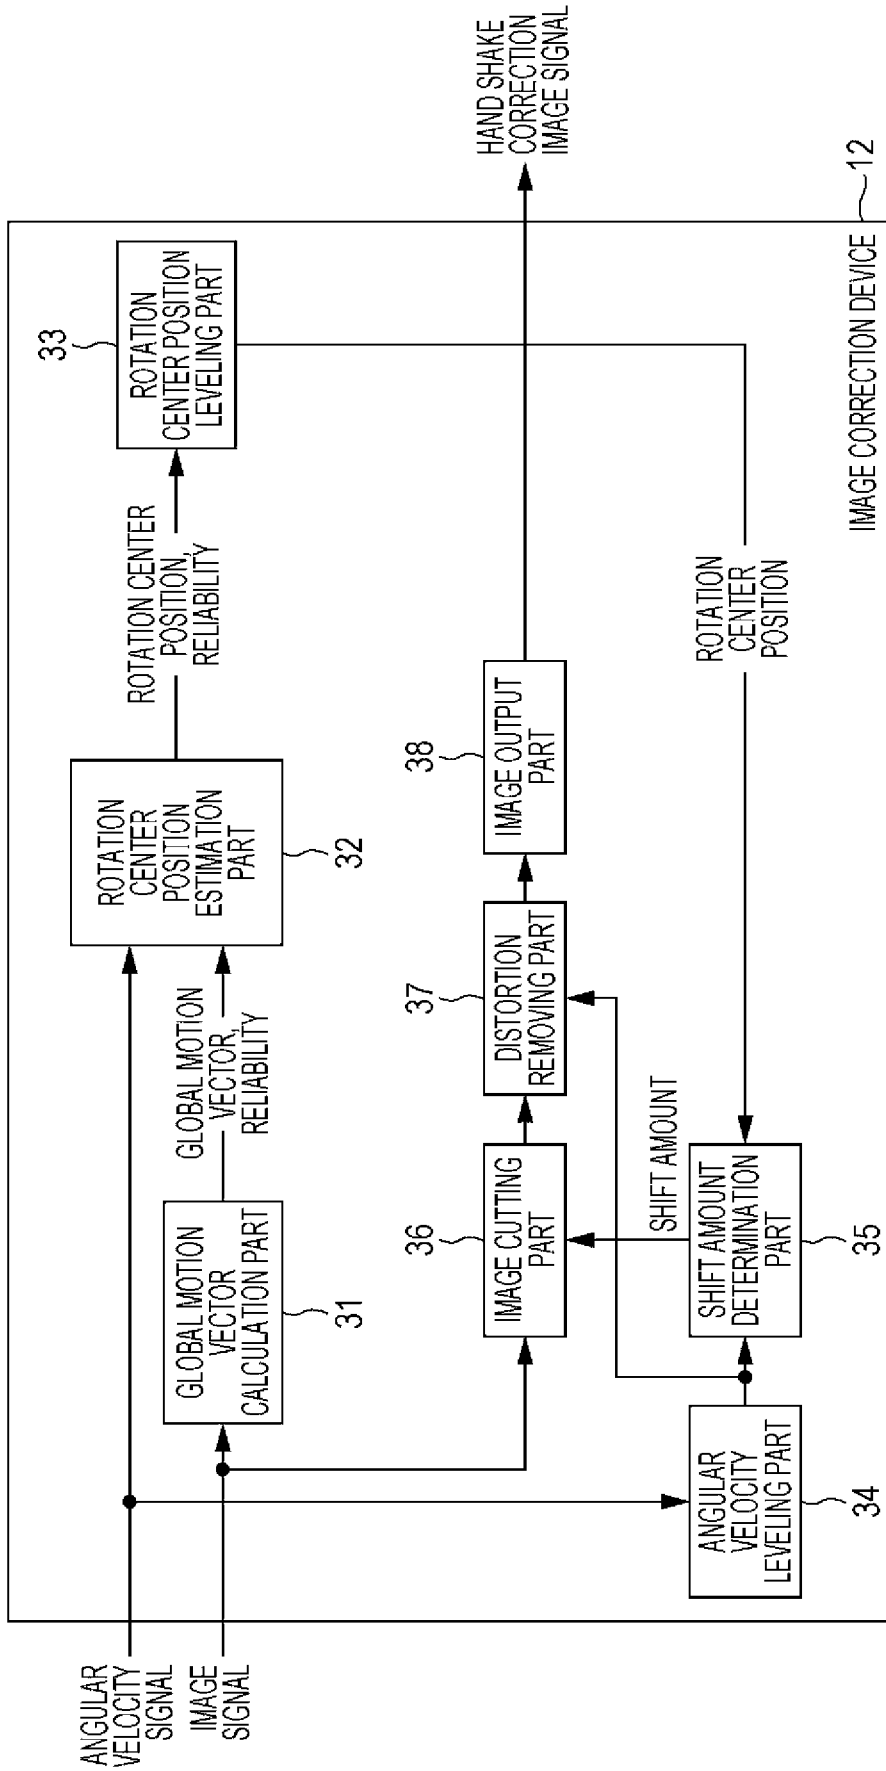 ANGULAR
VELOCITY
SIGNAL
IMAGE
SIGNAL
GLOBAL MOTION
VECTOR
CALCULATION PART
31
GLOBAL MOTION
VECTOR,
RELIABILITY
ROTATION
CENTER
POSITION
ESTIMATION
PART
32
ROTATION CENTER
POSITION,
RELIABILITY
33
ROTATION
CENTER POSITION
LEVELING PART
36
IMAGE CUTTING
PART
37
DISTORTION
REMOVING PART
38
IMAGE OUTPUT
PART
HAND SHAKE
CORRECTION
IMAGE SIGNAL
ANGULAR
VELOCITY
LEVELING PART
34
SHIFT AMOUNT
SHIFT AMOUNT
DETERMINATION
PART
35
ROTATION
CENTER
POSITION
IMAGE CORRECTION DEVICE
12